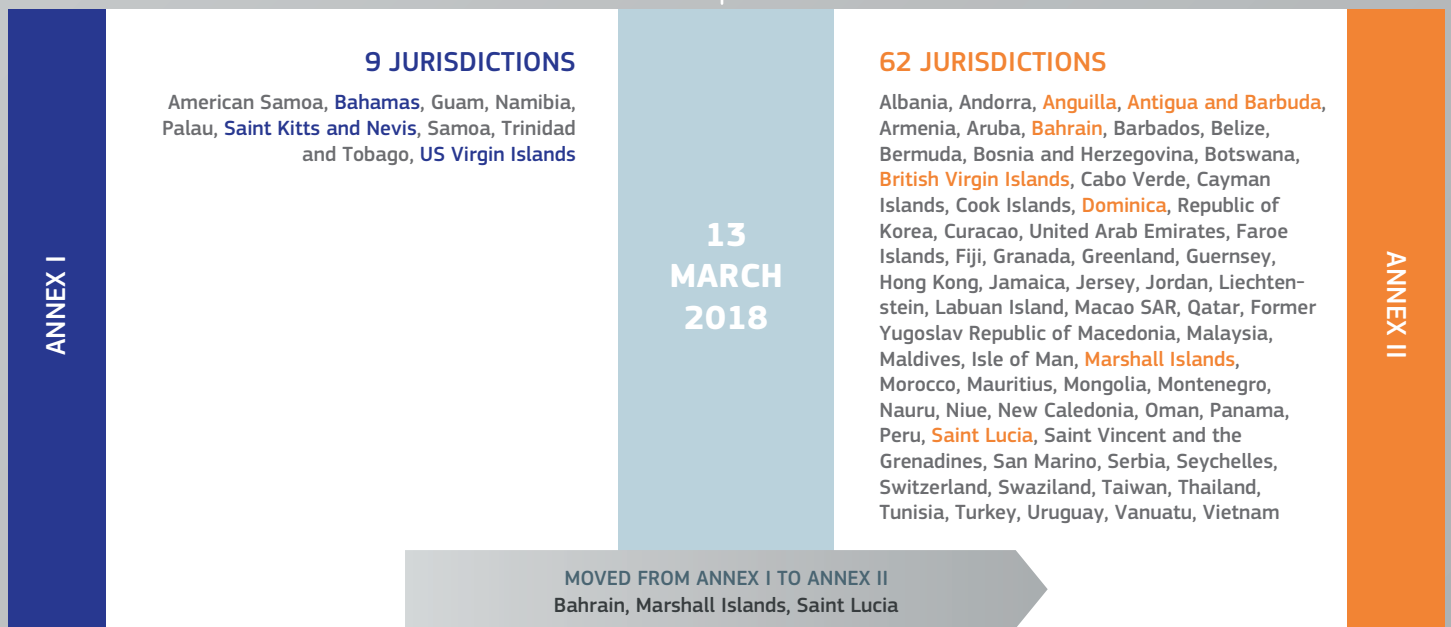 ANNEX I
9 JURISDICTIONS
American Samoa, Bahamas, Guam, Namibia,
Palau, Saint Kitts and Nevis, Samoa, Trinidad
and Tobago, US Virgin Islands
13
MARCH
2018
62 JURISDICTIONS
Albania, Andorra, Anguilla, Antigua and Barbuda,
Armenia, Aruba, Bahrain, Barbados, Belize,
Bermuda, Bosnia and Herzegovina, Botswana,
British Virgin Islands, Cabo Verde, Cayman
Islands, Cook Islands, Dominica, Republic of
Korea, Curacao, United Arab Emirates, Faroe
Islands, Fiji, Granada, Greenland, Guernsey,
Hong Kong, Jamaica, Jersey, Jordan, Liechten-
stein, Labuan Island, Macao SAR, Qatar, Former
Yugoslav Republic of Macedonia, Malaysia,
Maldives, Isle of Man, Marshall Islands,
Morocco, Mauritius, Mongolia, Montenegro,
Nauru, Niue, New Caledonia, Oman, Panama,
Peru, Saint Lucia, Saint Vincent and the
Grenadines, San Marino, Serbia, Seychelles,
Switzerland, Swaziland, Taiwan, Thailand,
Tunisia, Turkey, Uruguay, Vanuatu, Vietnam
ANNEX II
MOVED FROM ANNEX I TO ANNEX II
Bahrain, Marshall Islands, Saint Lucia